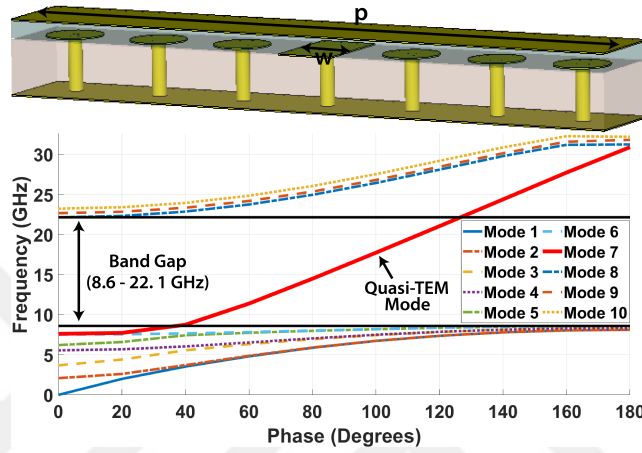 p
w
Frequency (GHz)
30
25
20
15
10
5
0
Band Gap
(8.6 - 22. 1 GHz)
Quasi-TEM
Mode
Mode 1
Mode 2
Mode 3
Mode 4
Mode 5
Mode 6
Mode 7
Mode 8
Mode 9
Mode 10
0 20 40 60 80 100 120 140 160 180
Phase (Degrees)